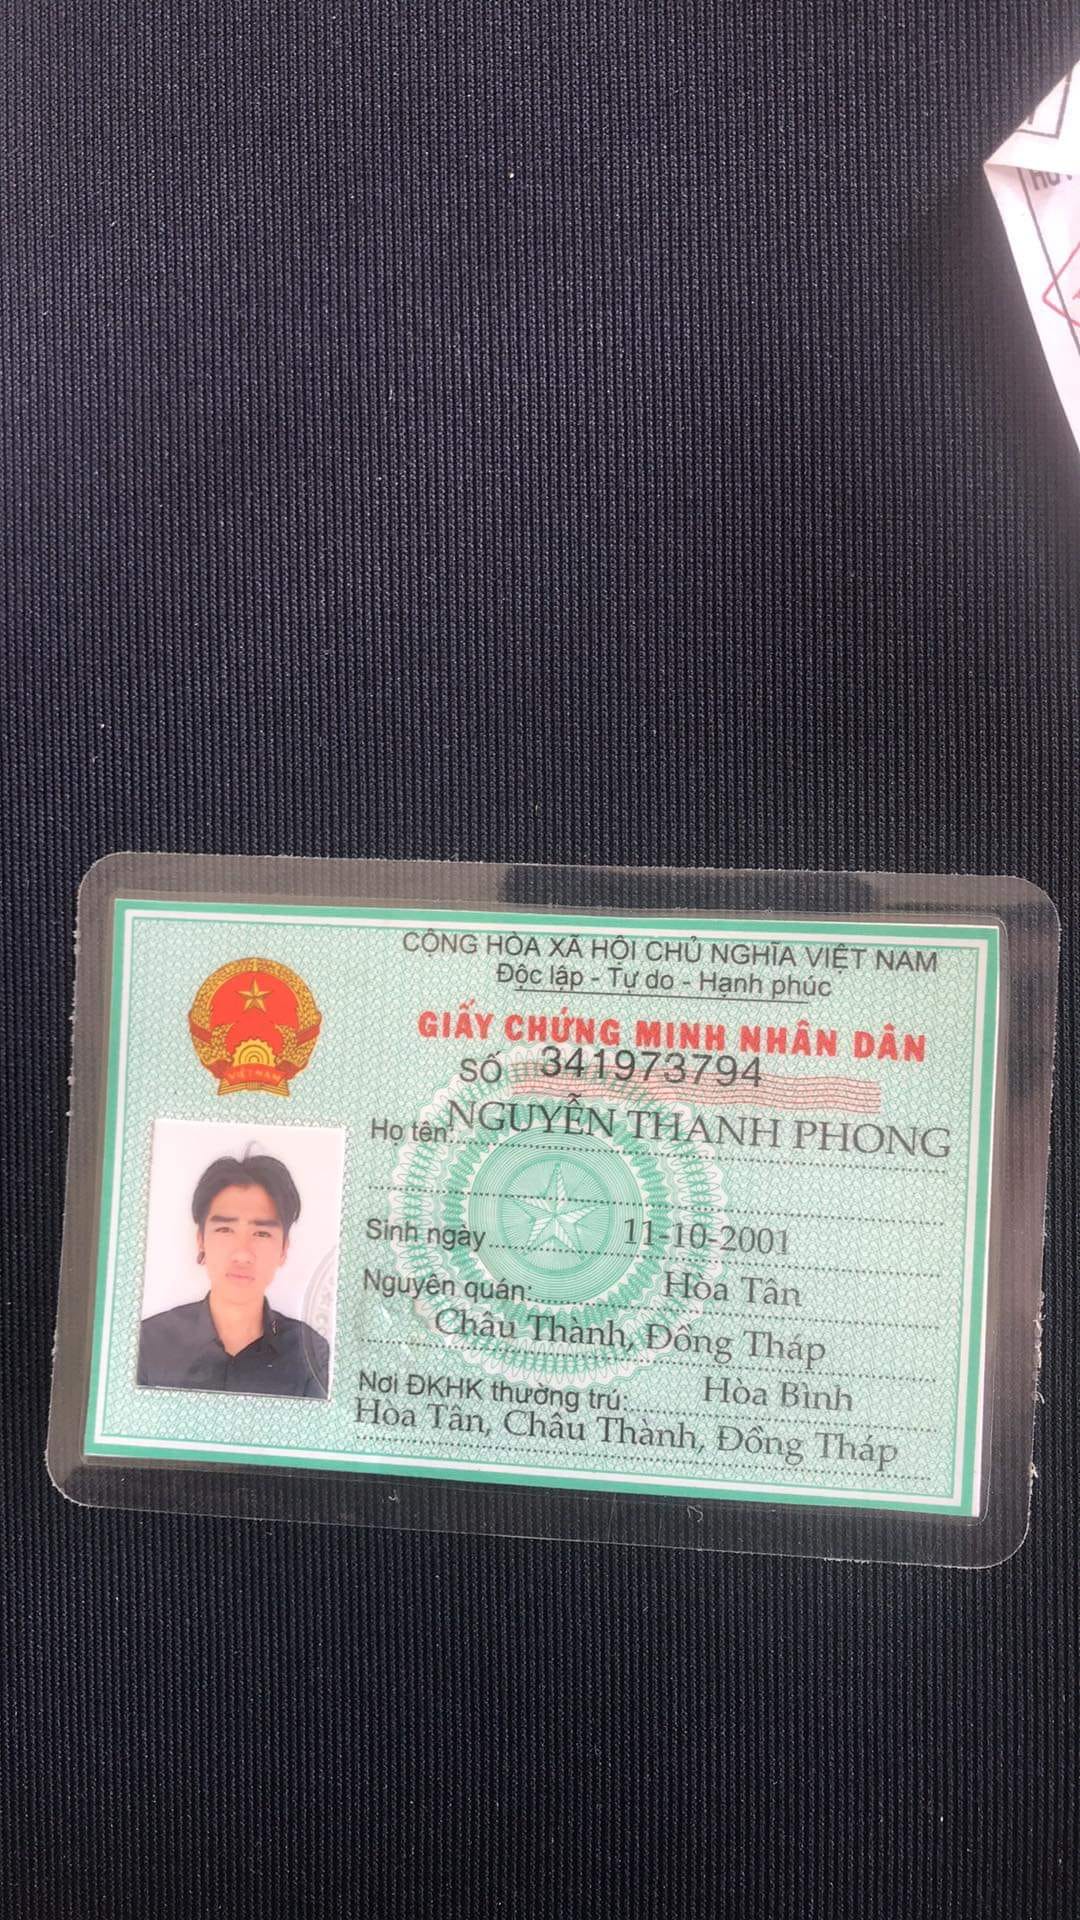 CỘNG HÒA XÃ HỘI CHỦ NGHĨA VIỆT NAM
Độc lập - Tự do - Hạnh phúc
GIẤY CHỨNG MINH NHÂN DÂN
SỐ 341973794
Họ tên: NGUYỄN THANH PHONG
Sinh ngày 11-10-2001
Nguyên quán: Hòa Tân
Châu Thành, Đồng Tháp
Nơi ĐKHK thường trú: Hòa Bình
Hòa Tân, Châu Thành, Đồng Tháp
VIỆT NAM